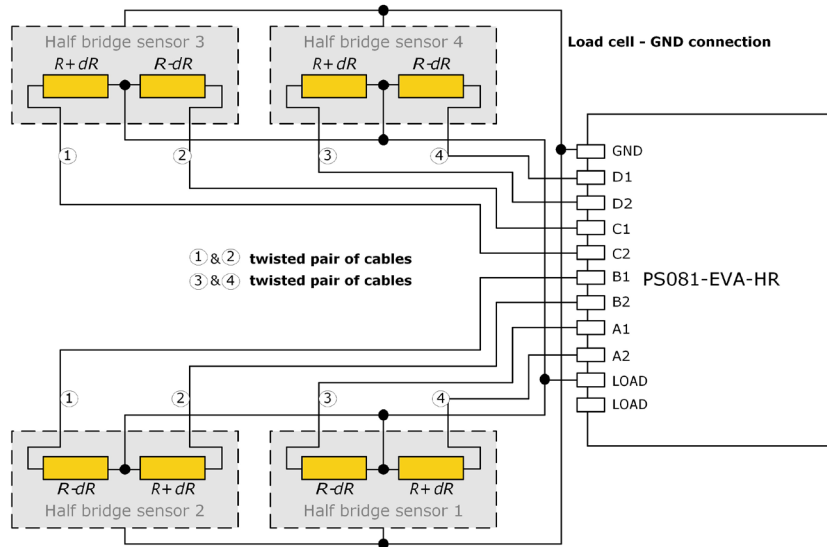 Half bridge sensor 3
R+dR
R-dR
Half bridge sensor 4
R+dR
R-dR
Load cell - GND connection
1
2
3
4
GND
D1
D2
C1
C2
B1
B2
A1
A2
LOAD
LOAD
PS081-EVA-HR
1 & 2 twisted pair of cables
3 & 4 twisted pair of cables
1
2
3
4
R-dR
R+dR
Half bridge sensor 2
R-dR
R+dR
Half bridge sensor 1